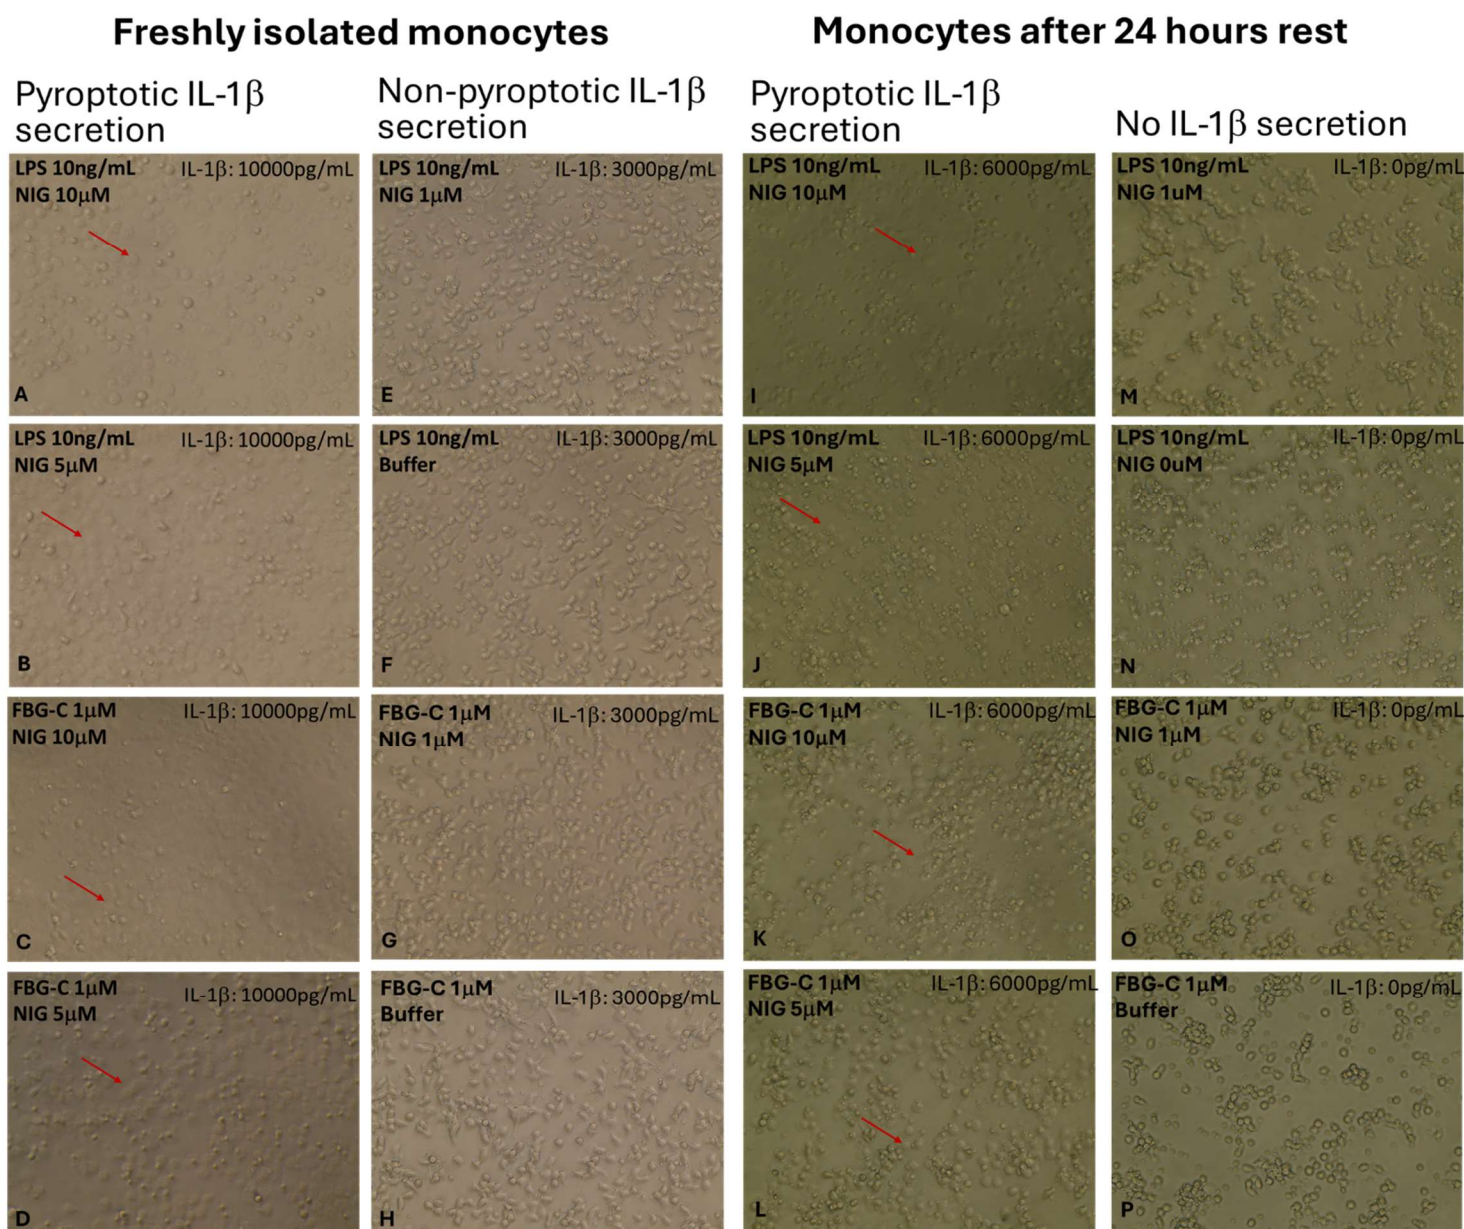 Freshly isolated monocytes
Monocytes after 24 hours rest
Pyroptotic IL-1β
secretion
Non-pyroptotic IL-1β
secretion
Pyroptotic IL-1β
secretion
No IL-1β secretion
LPS 10ng/mL
NIG 10μM
IL-1β: 10000pg/mL
A
LPS 10ng/mL
NIG 1μM
IL-1β: 3000pg/mL
E
LPS 10ng/mL
NIG 10μM
IL-1β: 6000pg/mL
I
LPS 10ng/mL
NIG 1uM
IL-1β: 0pg/mL
M
LPS 10ng/mL
NIG 5μM
IL-1β: 10000pg/mL
B
LPS 10ng/mL
Buffer
IL-1β: 3000pg/mL
F
LPS 10ng/mL
NIG 5μM
IL-1β: 6000pg/mL
J
LPS 10ng/mL
NIG 0uM
IL-1β: 0pg/mL
N
FBG-C 1μM
NIG 10μM
IL-1β: 10000pg/mL
C
FBG-C 1μM
NIG 1μM
IL-1β: 3000pg/mL
G
FBG-C 1μM
NIG 10μM
IL-1β: 6000pg/mL
K
FBG-C 1μM
NIG 1μM
IL-1β: 0pg/mL
O
FBG-C 1μM
NIG 5μM
IL-1β: 10000pg/mL
D
FBG-C 1μM
Buffer
IL-1β: 3000pg/mL
H
FBG-C 1μM
NIG 5μM
IL-1β: 6000pg/mL
L
FBG-C 1μM
Buffer
IL-1β: 0pg/mL
P